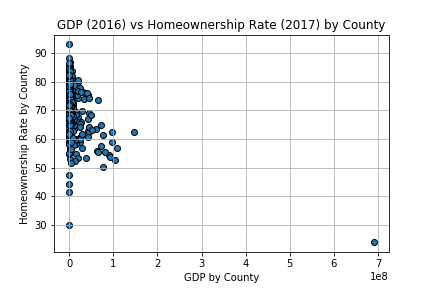 GDP (2016) vs Homeownership Rate (2017) by County
90
80
70
60
50
40
30
Homeownership Rate by County
0 1 2 3 4 5 6 7
1e8
GDP by County